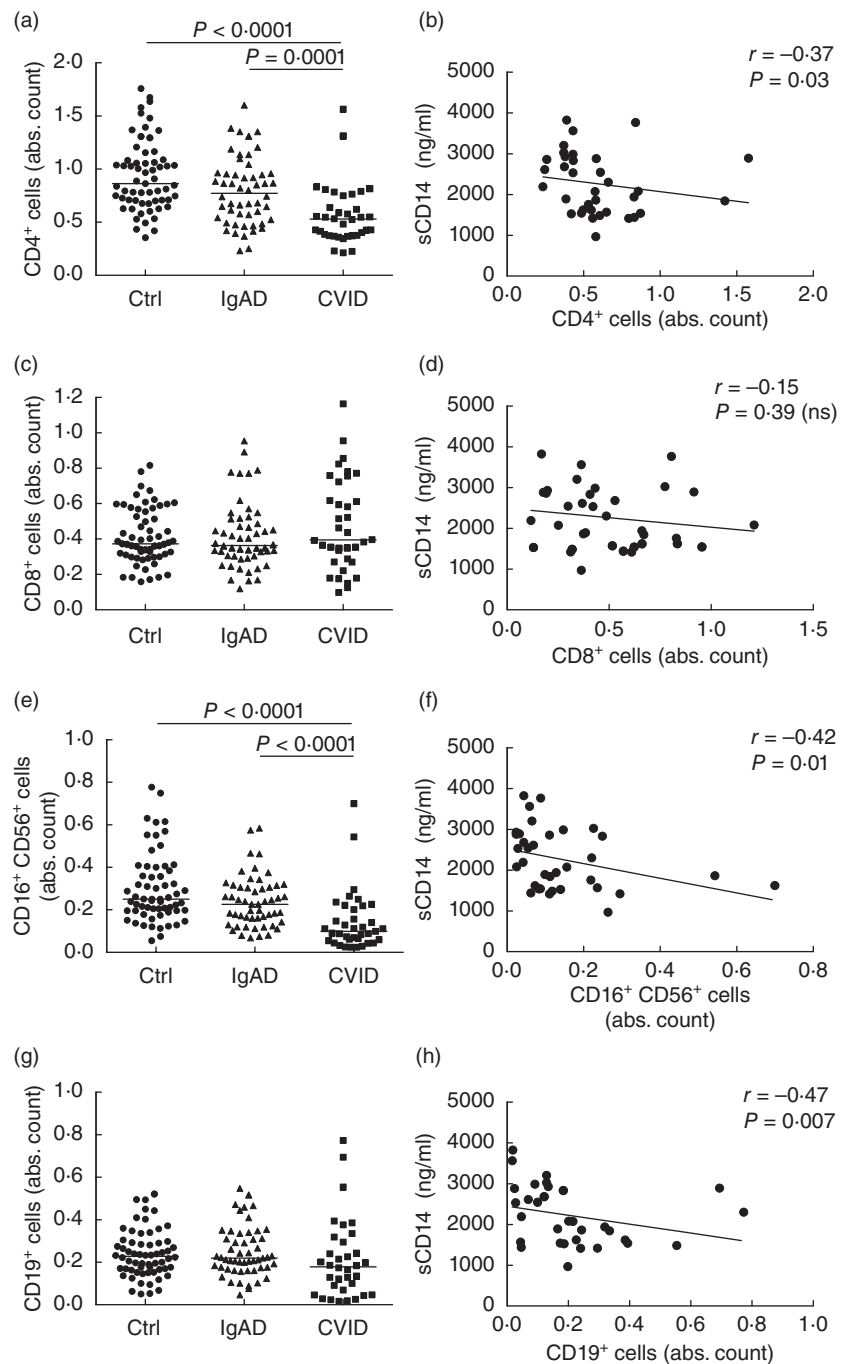 (a)
P < 0·0001
P = 0·0001
2·0
1·5
1·0
0·5
0·0
CD4+ cells (abs. count)
Ctrl IgAD CVID
(b)
r = –0·37
P = 0·03
5000
4000
3000
2000
1000
0
sCD14 (ng/ml)
0·0 0·5 1·0 1·5 2·0
CD4+ cells (abs. count)
(c)
1·2
1·0
0·8
0·6
0·4
0·2
0·0
CD8+ cells (abs. count)
Ctrl IgAD CVID
(d)
r = –0·15
P = 0·39 (ns)
5000
4000
3000
2000
1000
0
sCD14 (ng/ml)
0·0 0·5 1·0 1·5
CD8+ cells (abs. count)
(e)
P < 0·0001
P < 0·0001
1·0
0·8
0·6
0·4
0·2
0·0
CD16+ CD56+ cells
(abs. count)
Ctrl IgAD CVID
(f)
r = –0·42
P = 0·01
5000
4000
3000
2000
1000
0
sCD14 (ng/ml)
0·0 0·2 0·4 0·6 0·8
CD16+ CD56+ cells
(abs. count)
(g)
1·0
0·8
0·6
0·4
0·2
0·0
CD19+ cells (abs. count)
Ctrl IgAD CVID
(h)
r = –0·47
P = 0·007
5000
4000
3000
2000
1000
0
sCD14 (ng/ml)
0·0 0·2 0·4 0·6 0·8 1·0
CD19+ cells (abs. count)